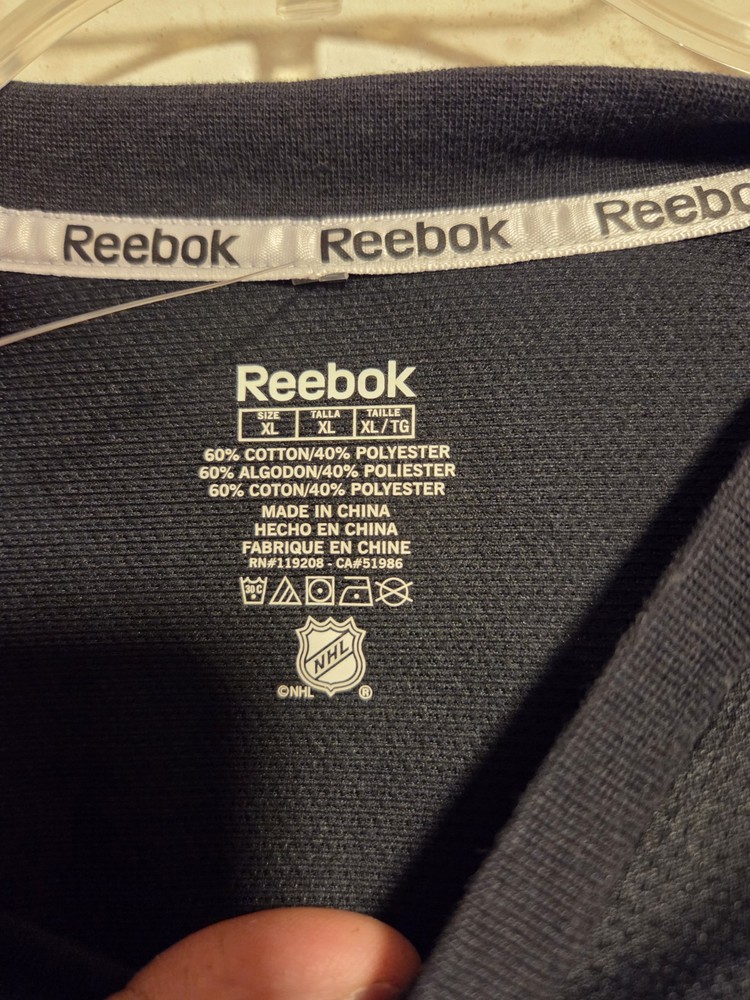 Reebok Reebok Reebo
Reebok
SIZE TALLA TAILLE
XL XL XL/TG
60% COTTON/40% POLYESTER
60% ALGODON/40% POLIESTER
60% COTON/40% POLYESTER
MADE IN CHINA
HECHO EN CHINA
FABRIQUE EN CHINE
RN#119208 - CA#51986
30 C
NHL
©NHL ®